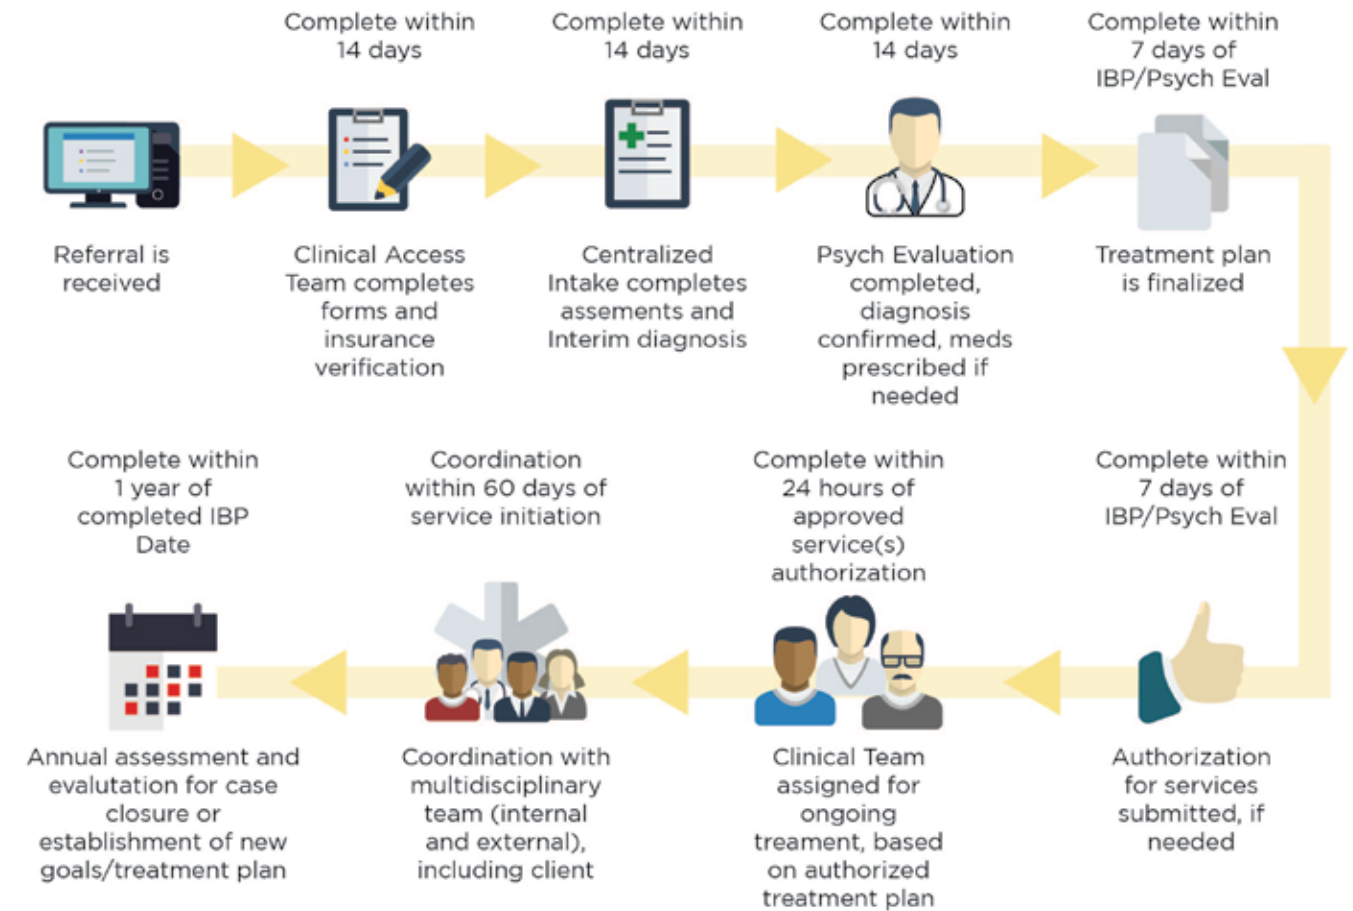 Complete within
14 days
Complete within
14 days
Complete within
14 days
Complete within
7 days of
IBP/Psych Eval
Referral is
received
Clinical Access
Team completes
forms and
insurance
verification
Centralized
Intake completes
assements and
Interim diagnosis
Psych Evaluation
completed,
diagnosis
confirmed, meds
prescribed if
needed
Treatment plan
is finalized
Complete within
1 year of
completed IBP
Date
Coordination
within 60 days of
service initiation
Complete within
24 hours of
approved
service(s)
authorization
Complete within
7 days of
IBP/Psych Eval
Annual assessment and
evalutation for case
closure or
establishment of new
goals/treatment plan
Coordination with
multidisciplinary
team (internal
and external),
including client
Clinical Team
assigned for
ongoing
treament, based
on authorized
treatment plan
Authorization
for services
submitted, if
needed